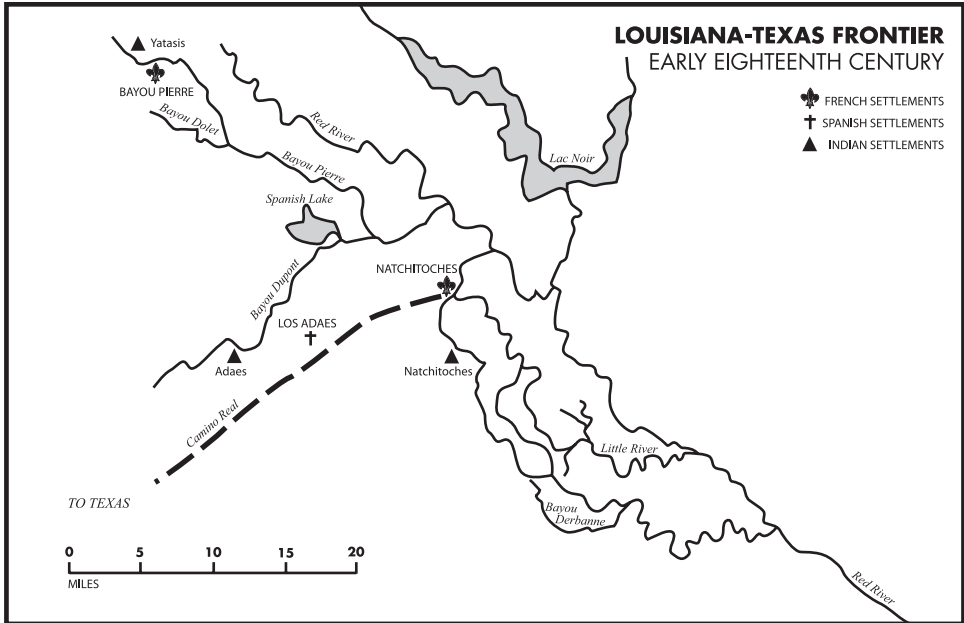 LOUISIANA-TEXAS FRONTIER
EARLY EIGHTEENTH CENTURY
FRENCH SETTLEMENTS
SPANISH SETTLEMENTS
INDIAN SETTLEMENTS
Yatasis
BAYOU PIERRE
Bayou Dolet
Red River
Bayou Pierre
Lac Noir
Spanish Lake
NATCHITOCHES
Bayou Dupont
LOS ADAES
Adaes
Natchitoches
Camino Real
Little River
TO TEXAS
Bayou
Derbanne
0 5 10 15 20
MILES
Red River